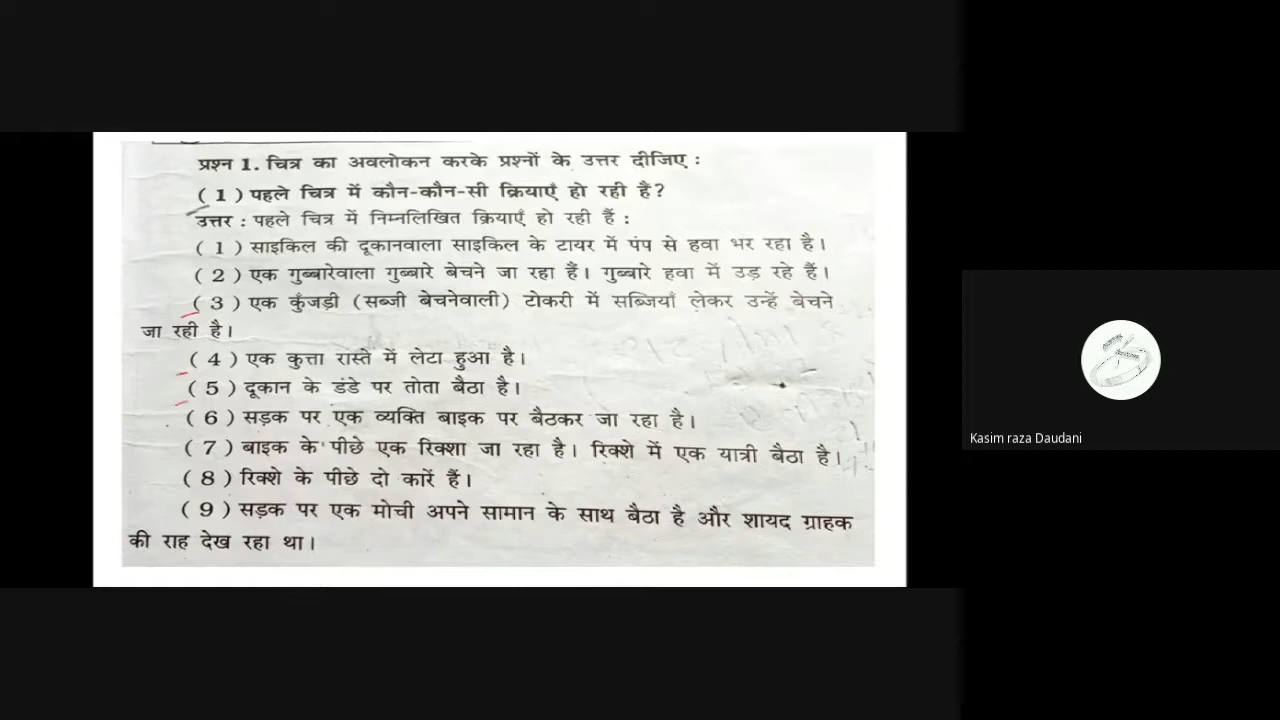 प्रश्न 1. चित्र का अवलोकन करके प्रश्नों के उत्तर दीजिए :
( 1 ) पहले चित्र में कौन-कौन-सी क्रियाएँ हो रही है?
उत्तर : पहले चित्र में निम्नलिखित क्रियाएँ हो रही हैं :
( 1 ) साइकिल की दूकानवाला साइकिल के टायर में पंप से हवा भर रहा है।
( 2 ) एक गुब्बारेवाला गुब्बारे बेचने जा रहा हैं। गुब्बारे हवा में उड़ रहे हैं।
( 3 ) एक कुँजड़ी (सब्जी बेचनेवाली) टोकरी में सब्जियाँ लेकर उन्हें बेचने
जा रही है।
( 4 ) एक कुत्ता रास्ते में लेटा हुआ है।
( 5 ) दूकान के डंडे पर तोता बैठा है।
( 6 ) सड़क पर एक व्यक्ति बाइक पर बैठकर जा रहा है।
( 7 ) बाइक के पीछे एक रिक्शा जा रहा है। रिक्शे में एक यात्री बैठा है।
( 8 ) रिक्शे के पीछे दो कारें हैं।
( 9 ) सड़क पर एक मोची अपने सामान के साथ बैठा है और शायद ग्राहक
की राह देख रहा था।
Kasim raza Daudani